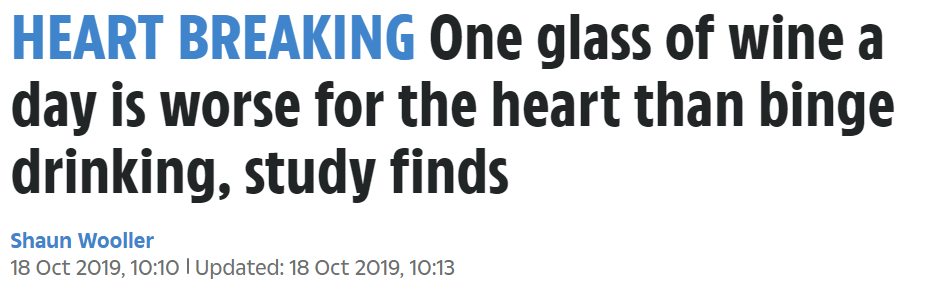 HEART BREAKING One glass of wine a
day is worse for the heart than binge
drinking, study finds
Shaun Wooller
18 Oct 2019, 10:10 | Updated: 18 Oct 2019, 10:13